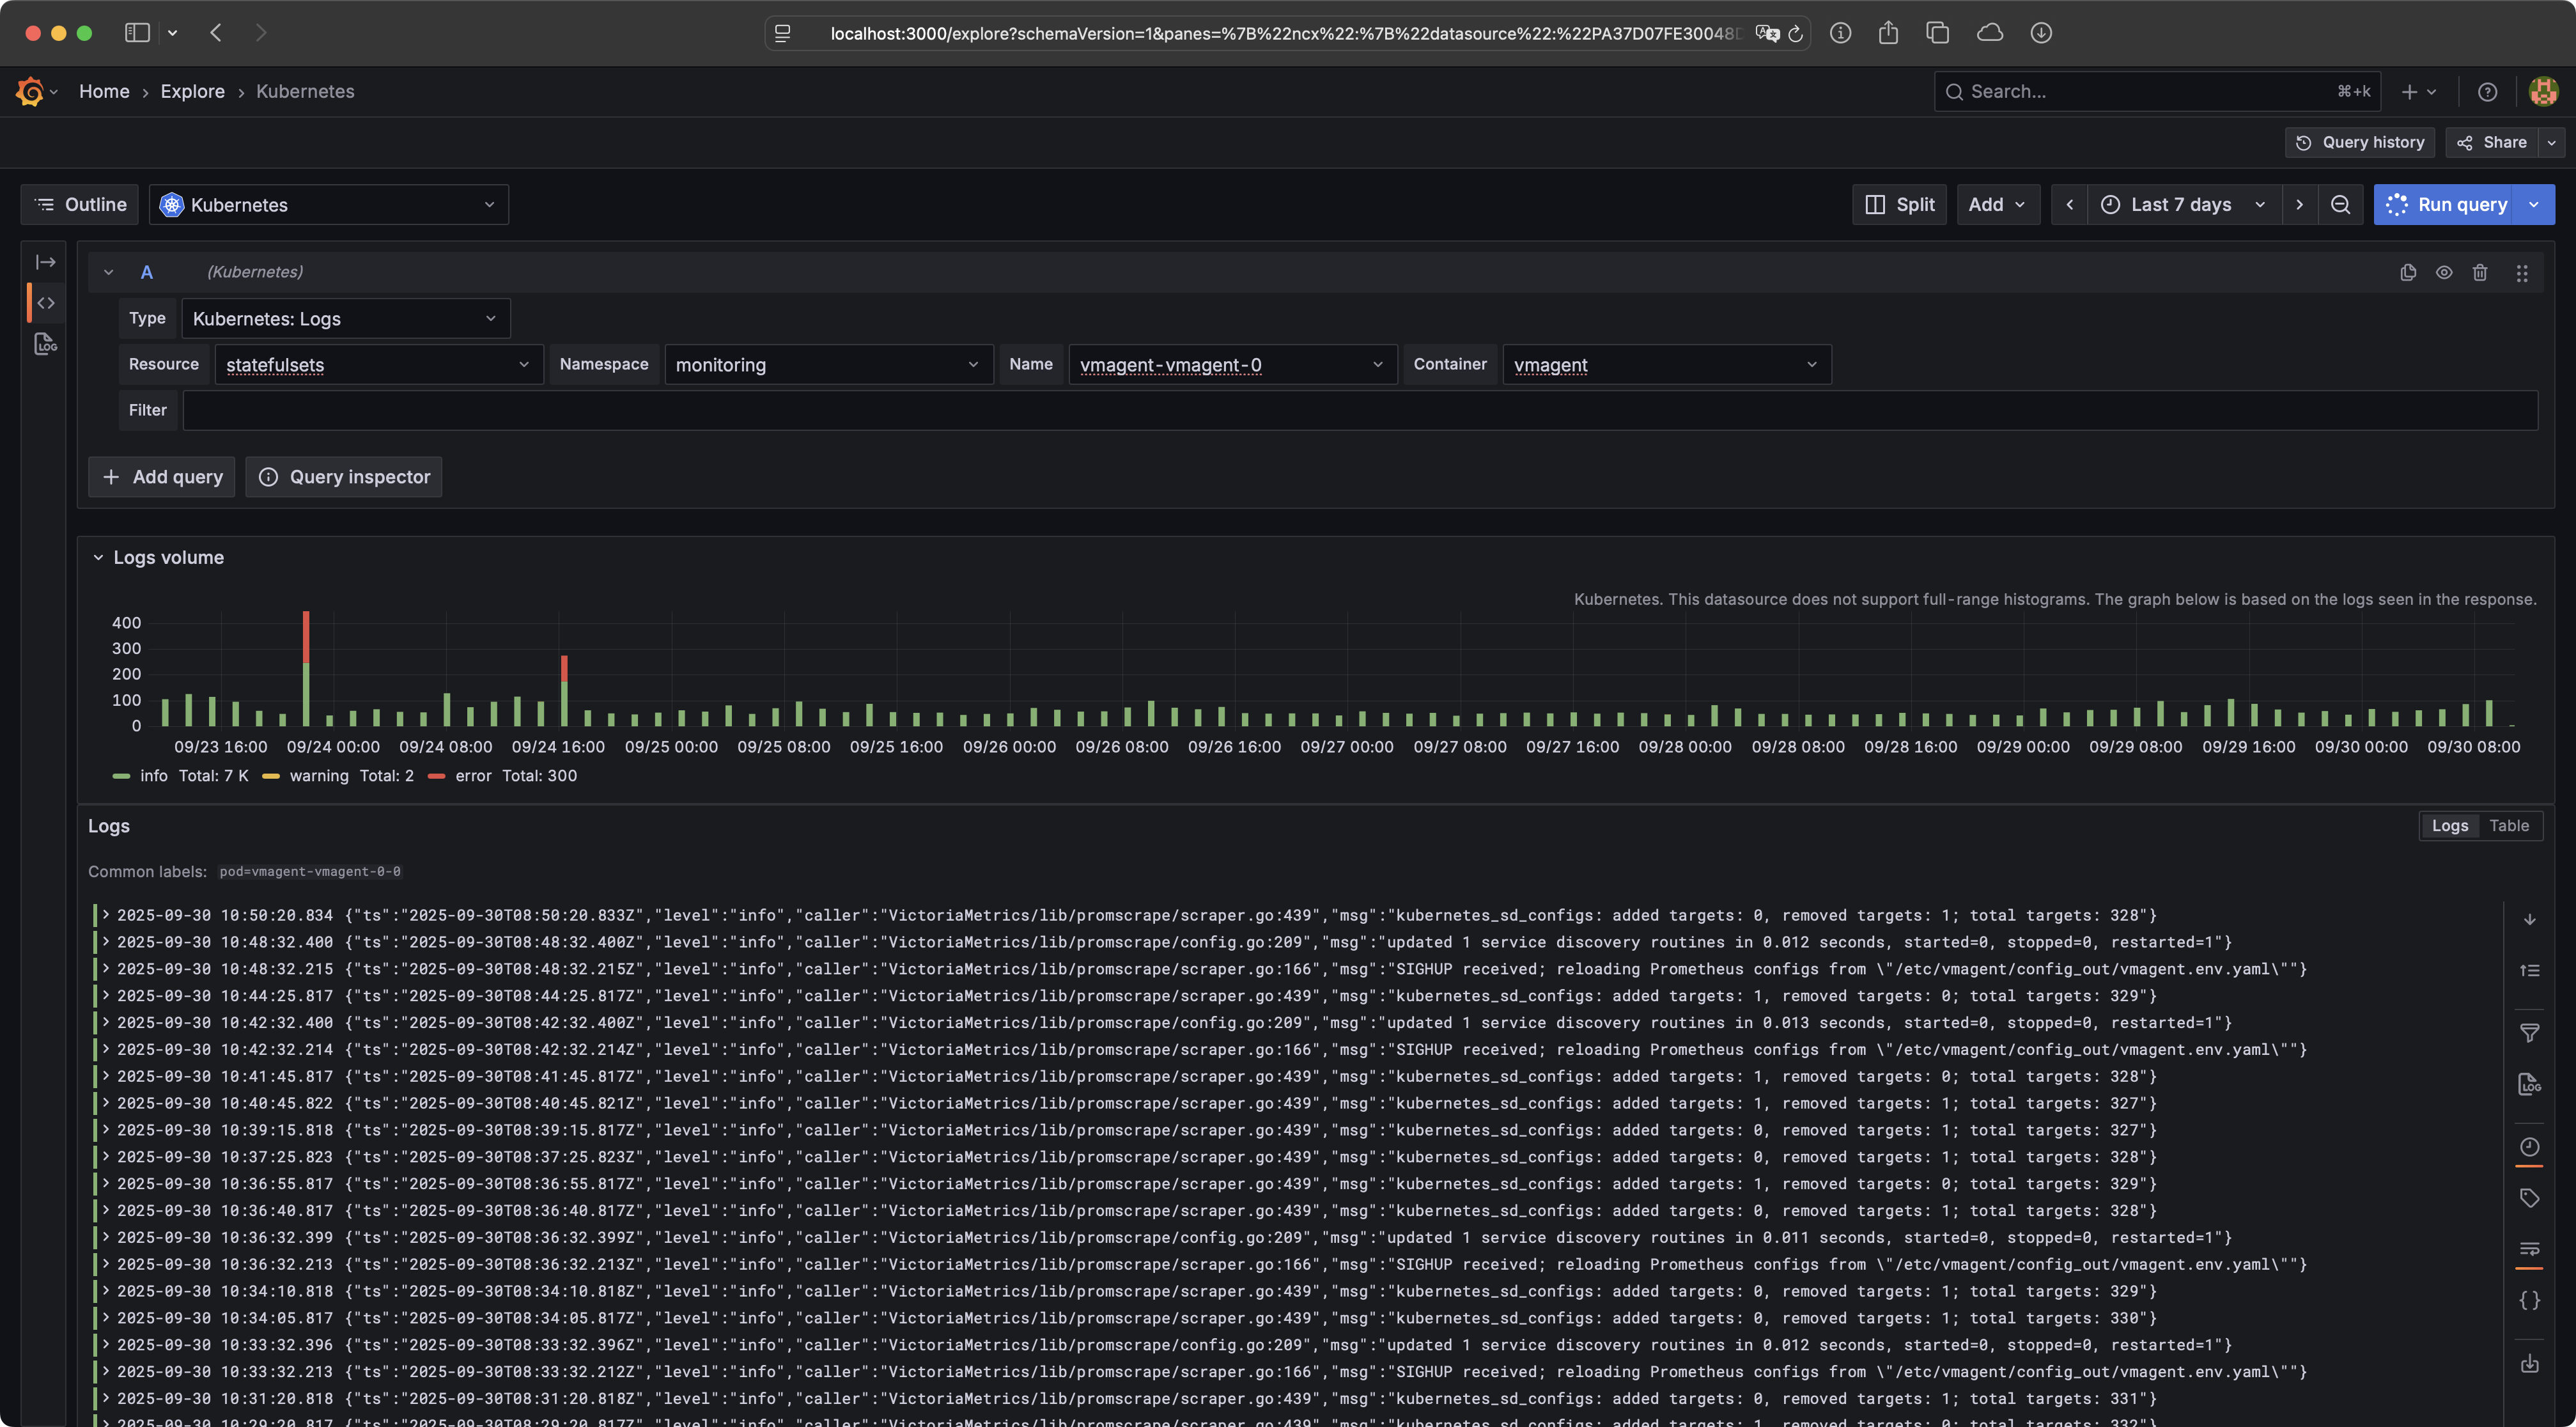 localhost:3000/explore?schemaVersion=1&panes=%7B%22ncx%22:%7B%22datasource%22:%22PA37D07FE30048
Home › Explore › Kubernetes
Search... ⌘+k
Query history Share
Outline Kubernetes Split Add Last 7 days Run query
A (Kubernetes)
Type Kubernetes: Logs
Resource statefulsets Namespace monitoring Name vmagent-vmagent-0 Container vmagent
Filter
+ Add query Query inspector
Logs volume
Kubernetes. This datasource does not support full-range histograms. The graph below is based on the logs seen in the response.
400
300
200
100
0
09/23 16:00 09/24 00:00 09/24 08:00 09/24 16:00 09/25 00:00 09/25 08:00 09/25 16:00 09/26 00:00 09/26 08:00 09/26 16:00 09/27 00:00 09/27 08:00 09/27 16:00 09/28 00:00 09/28 08:00 09/28 16:00 09/29 00:00 09/29 08:00 09/29 16:00 09/30 00:00 09/30 08:00
info Total: 7 K warning Total: 2 error Total: 300
Logs Logs Table
Common labels: pod=vmagent-vmagent-0-0
2025-09-30 10:50:20.834 {"ts":"2025-09-30T08:50:20.833Z","level":"info","caller":"VictoriaMetrics/lib/promscrape/scraper.go:439","msg":"kubernetes_sd_configs: added targets: 0, removed targets: 1; total targets: 328"}
2025-09-30 10:48:32.400 {"ts":"2025-09-30T08:48:32.400Z","level":"info","caller":"VictoriaMetrics/lib/promscrape/config.go:209","msg":"updated 1 service discovery routines in 0.012 seconds, started=0, stopped=0, restarted=1"}
2025-09-30 10:48:32.215 {"ts":"2025-09-30T08:48:32.215Z","level":"info","caller":"VictoriaMetrics/lib/promscrape/scraper.go:166","msg":"SIGHUP received; reloading Prometheus configs from \"/etc/vmagent/config_out/vmagent.env.yaml\""}
2025-09-30 10:44:25.817 {"ts":"2025-09-30T08:44:25.817Z","level":"info","caller":"VictoriaMetrics/lib/promscrape/scraper.go:439","msg":"kubernetes_sd_configs: added targets: 1, removed targets: 0; total targets: 329"}
2025-09-30 10:42:32.400 {"ts":"2025-09-30T08:42:32.400Z","level":"info","caller":"VictoriaMetrics/lib/promscrape/config.go:209","msg":"updated 1 service discovery routines in 0.013 seconds, started=0, stopped=0, restarted=1"}
2025-09-30 10:42:32.214 {"ts":"2025-09-30T08:42:32.214Z","level":"info","caller":"VictoriaMetrics/lib/promscrape/scraper.go:166","msg":"SIGHUP received; reloading Prometheus configs from \"/etc/vmagent/config_out/vmagent.env.yaml\""}
2025-09-30 10:41:45.817 {"ts":"2025-09-30T08:41:45.817Z","level":"info","caller":"VictoriaMetrics/lib/promscrape/scraper.go:439","msg":"kubernetes_sd_configs: added targets: 1, removed targets: 0; total targets: 328"}
2025-09-30 10:40:45.822 {"ts":"2025-09-30T08:40:45.821Z","level":"info","caller":"VictoriaMetrics/lib/promscrape/scraper.go:439","msg":"kubernetes_sd_configs: added targets: 1, removed targets: 1; total targets: 327"}
2025-09-30 10:39:15.818 {"ts":"2025-09-30T08:39:15.817Z","level":"info","caller":"VictoriaMetrics/lib/promscrape/scraper.go:439","msg":"kubernetes_sd_configs: added targets: 0, removed targets: 1; total targets: 327"}
2025-09-30 10:37:25.823 {"ts":"2025-09-30T08:37:25.823Z","level":"info","caller":"VictoriaMetrics/lib/promscrape/scraper.go:439","msg":"kubernetes_sd_configs: added targets: 0, removed targets: 1; total targets: 328"}
2025-09-30 10:36:55.817 {"ts":"2025-09-30T08:36:55.817Z","level":"info","caller":"VictoriaMetrics/lib/promscrape/scraper.go:439","msg":"kubernetes_sd_configs: added targets: 1, removed targets: 0; total targets: 329"}
2025-09-30 10:36:40.817 {"ts":"2025-09-30T08:36:40.817Z","level":"info","caller":"VictoriaMetrics/lib/promscrape/scraper.go:439","msg":"kubernetes_sd_configs: added targets: 0, removed targets: 1; total targets: 328"}
2025-09-30 10:36:32.399 {"ts":"2025-09-30T08:36:32.399Z","level":"info","caller":"VictoriaMetrics/lib/promscrape/config.go:209","msg":"updated 1 service discovery routines in 0.011 seconds, started=0, stopped=0, restarted=1"}
2025-09-30 10:36:32.213 {"ts":"2025-09-30T08:36:32.213Z","level":"info","caller":"VictoriaMetrics/lib/promscrape/scraper.go:166","msg":"SIGHUP received; reloading Prometheus configs from \"/etc/vmagent/config_out/vmagent.env.yaml\""}
2025-09-30 10:34:10.818 {"ts":"2025-09-30T08:34:10.818Z","level":"info","caller":"VictoriaMetrics/lib/promscrape/scraper.go:439","msg":"kubernetes_sd_configs: added targets: 0, removed targets: 1; total targets: 329"}
2025-09-30 10:34:05.817 {"ts":"2025-09-30T08:34:05.817Z","level":"info","caller":"VictoriaMetrics/lib/promscrape/scraper.go:439","msg":"kubernetes_sd_configs: added targets: 0, removed targets: 1; total targets: 330"}
2025-09-30 10:33:32.396 {"ts":"2025-09-30T08:33:32.396Z","level":"info","caller":"VictoriaMetrics/lib/promscrape/config.go:209","msg":"updated 1 service discovery routines in 0.012 seconds, started=0, stopped=0, restarted=1"}
2025-09-30 10:33:32.213 {"ts":"2025-09-30T08:33:32.212Z","level":"info","caller":"VictoriaMetrics/lib/promscrape/scraper.go:166","msg":"SIGHUP received; reloading Prometheus configs from \"/etc/vmagent/config_out/vmagent.env.yaml\""}
2025-09-30 10:31:20.818 {"ts":"2025-09-30T08:31:20.818Z","level":"info","caller":"VictoriaMetrics/lib/promscrape/scraper.go:439","msg":"kubernetes_sd_configs: added targets: 0, removed targets: 1; total targets: 331"}
2025-09-30 10:29:20.817 {"ts":"2025-09-30T08:29:20.817Z","level":"info","caller":"VictoriaMetrics/lib/promscrape/scraper.go:439","msg":"kubernetes_sd_configs: added targets: 1, removed targets: 0; total targets: 332"}